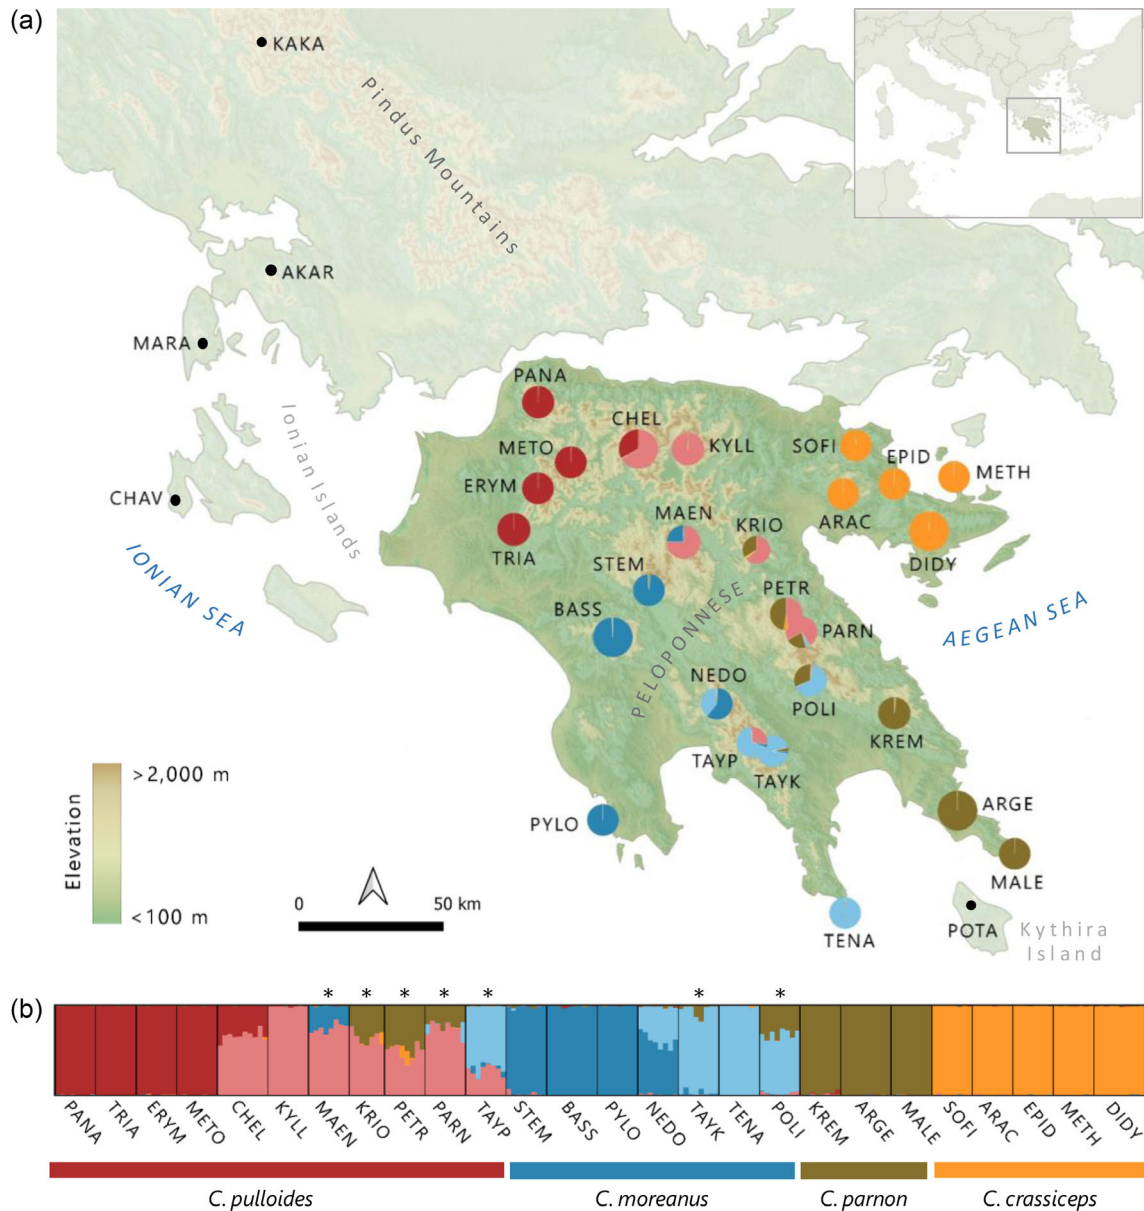 (a)
KAKA
Pindus Mountains
AKAR
MARA
Ionian Islands
CHAV
IONIAN SEA
PANA
CHEL
METO
KYLL
ERYM
TRIA
SOFI
EPID
METH
ARAC
DIDY
MAEN
KRIO
STEM
PETR
BASS
PELOPONNESE
PARN
AEGEAN SEA
NEDO
POLI
KREM
TAYP
TAYK
PYLO
ARGE
MALE
TENA
POTA
Kythira
Island
Elevation
>2,000 m
<100 m
0 50 km
(b)
* * * * * * *
PANA TRIA ERYM METO CHEL KYLL MAEN KRIO PETR PARN TAYP STEM BASS PYLO NEDO TAYK TENA POLI KREM ARGE MALE SOFI ARAC EPID METH DIDY
C. pulloides C. moreanus C. parnon C. crassiceps